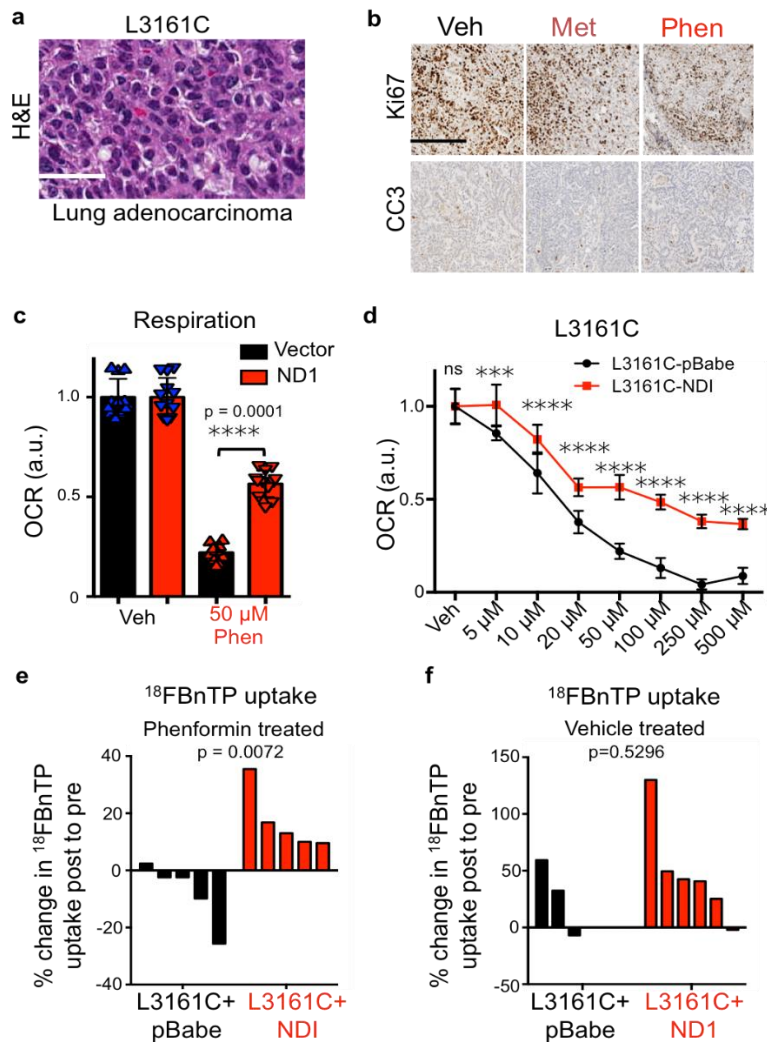 a
L3161C
H&E
Lung adenocarcinoma
b
Veh Met Phen
Ki67
CC3
c
Respiration
Vector
ND1
p = 0.0001
****
OCR (a.u.)
1.0
0.5
0
Veh
50 µM
Phen
d
L3161C
L3161C-pBabe
L3161C-NDI
ns *** **** **** **** **** **** ****
OCR (a.u.)
1.0
0.5
0
Veh 5 µM 10 µM 20 µM 50 µM 100 µM 250 µM 500 µM
e
¹⁸FBnTP uptake
Phenformin treated
p = 0.0072
% change in ¹⁸FBnTP
uptake post to pre
40
20
0
-20
-40
L3161C+
pBabe
L3161C+
NDI
f
¹⁸FBnTP uptake
Vehicle treated
p=0.5296
% change in ¹⁸FBnTP
uptake post to pre
150
100
50
0
-50
L3161C+
pBabe
L3161C+
ND1